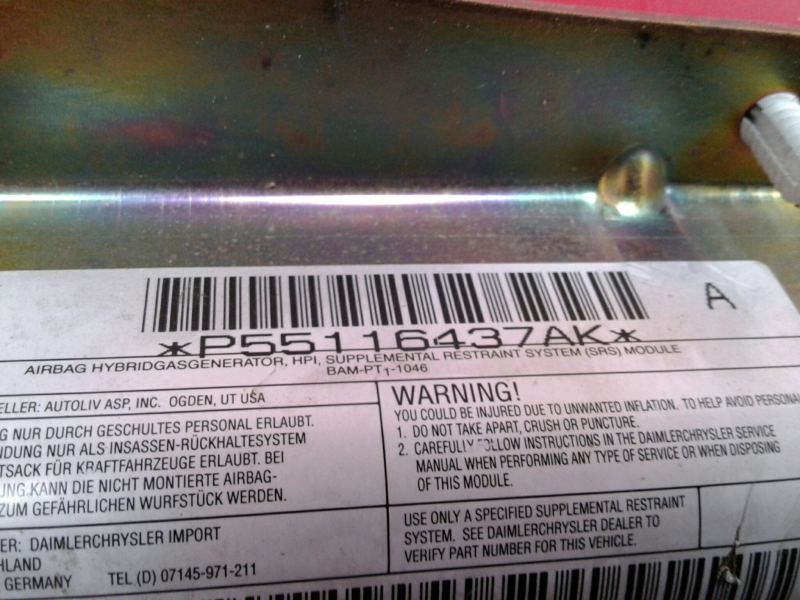 A
*P55116437AK*
AIRBAG HYBRIDGASGENERATOR, HPI, SUPPLEMENTAL RESTRAINT SYSTEM (SRS) MODULE
BAM-PT1-1046
ELLER: AUTOLIV ASP, INC. OGDEN, UT USA
G NUR DURCH GESCHULTES PERSONAL ERLAUBT.
NDUNG NUR ALS INSASSEN-RÜCKHALTESYSTEM
TSACK FÜR KRAFTFAHRZEUGE ERLAUBT. BEI
UNG KANN DIE NICHT MONTIERTE AIRBAG-
ZUM GEFÄHRLICHEN WURFSTÜCK WERDEN.
ER: DAIMLERCHRYSLER IMPORT
HLAND
GERMANY TEL (D) 07145-971-211
WARNING!
YOU COULD BE INJURED DUE TO UNWANTED INFLATION. TO HELP AVOID PERSONA
1. DO NOT TAKE APART, CRUSH OR PUNCTURE.
2. CAREFULLY FOLLOW INSTRUCTIONS IN THE DAIMLERCHRYSLER SERVICE
MANUAL WHEN PERFORMING ANY TYPE OF SERVICE OR WHEN DISPOSING
OF THIS MODULE.
USE ONLY A SPECIFIED SUPPLEMENTAL RESTRAINT
SYSTEM. SEE DAIMLERCHRYSLER DEALER TO
VERIFY PART NUMBER FOR THIS VEHICLE.